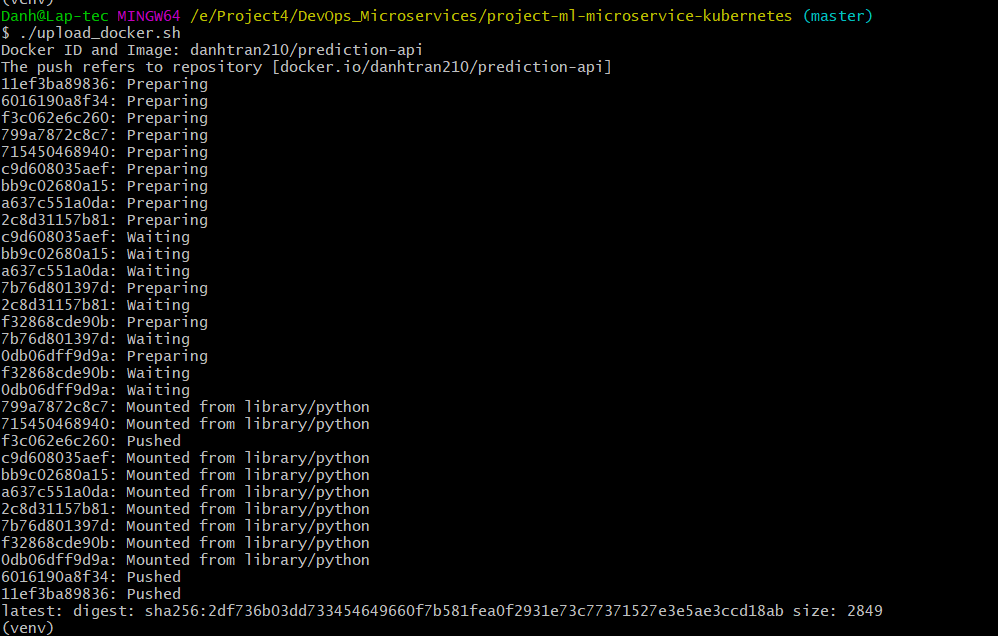 (venv)
Danh@Lap-tec MINGW64 /e/Project4/DevOps_Microservices/project-ml-microservice-kubernetes (master)
$ ./upload_docker.sh
Docker ID and Image: danhtran210/prediction-api
The push refers to repository [docker.io/danhtran210/prediction-api]
11ef3ba89836: Preparing
6016190a8f34: Preparing
f3c062e6c260: Preparing
799a7872c8c7: Preparing
715450468940: Preparing
c9d608035aef: Preparing
bb9c02680a15: Preparing
a637c551a0da: Preparing
2c8d31157b81: Preparing
c9d608035aef: Waiting
bb9c02680a15: Waiting
a637c551a0da: Waiting
7b76d801397d: Preparing
2c8d31157b81: Waiting
f32868cde90b: Preparing
7b76d801397d: Waiting
0db06dff9d9a: Preparing
f32868cde90b: Waiting
0db06dff9d9a: Waiting
799a7872c8c7: Mounted from library/python
715450468940: Mounted from library/python
f3c062e6c260: Pushed
c9d608035aef: Mounted from library/python
bb9c02680a15: Mounted from library/python
a637c551a0da: Mounted from library/python
2c8d31157b81: Mounted from library/python
7b76d801397d: Mounted from library/python
f32868cde90b: Mounted from library/python
0db06dff9d9a: Mounted from library/python
6016190a8f34: Pushed
11ef3ba89836: Pushed
latest: digest: sha256:2df736b03dd733454649660f7b581fea0f2931e73c77371527e3e5ae3ccd18ab size: 2849
(venv)